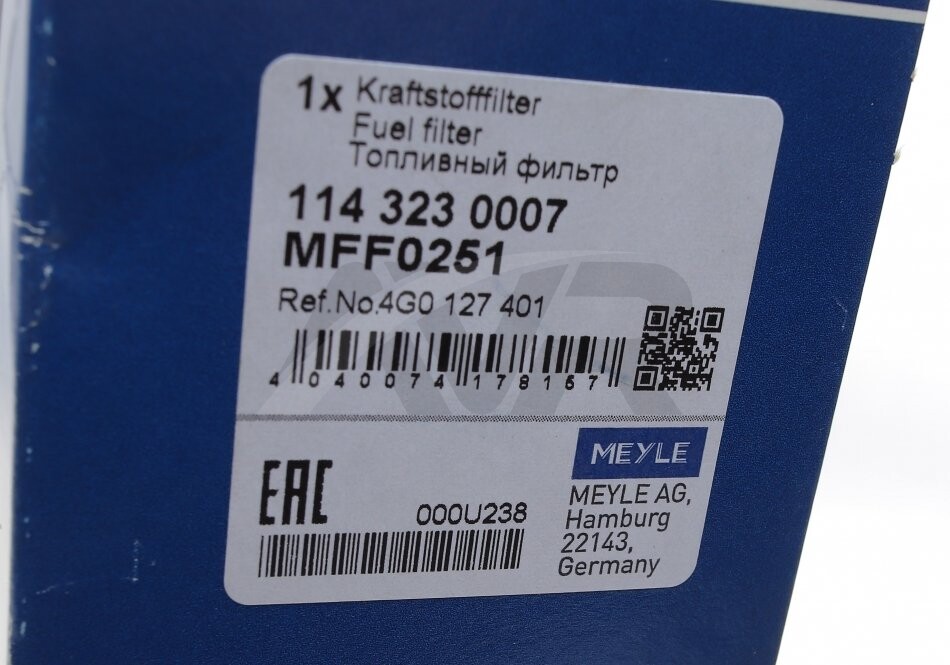 1x Kraftstofffilter
Fuel filter
Топливный фильтр
114 323 0007
MFF0251
Ref.No.4G0 127 401
4 040074 178157
MEYLE
EAC
000U238
MEYLE AG,
Hamburg
22143,
Germany